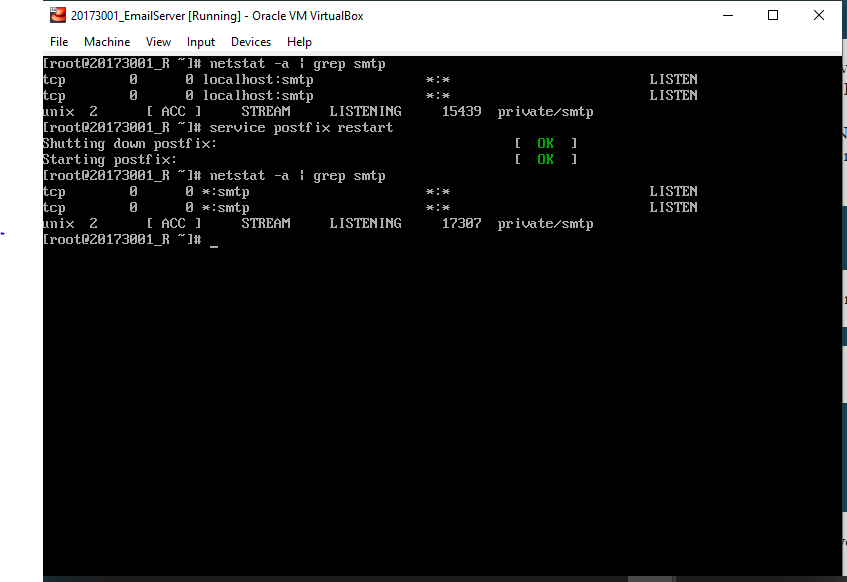 20173001_EmailServer [Running] - Oracle VM VirtualBox
File Machine View Input Devices Help
[root@20173001_R ~]# netstat -a | grep smtp
tcp 0 0 localhost:smtp *:* LISTEN
tcp 0 0 localhost:smtp *:* LISTEN
unix 2 [ ACC ] STREAM LISTENING 15439 private/smtp
[root@20173001_R ~]# service postfix restart
Shutting down postfix: [ OK ]
Starting postfix: [ OK ]
[root@20173001_R ~]# netstat -a | grep smtp
tcp 0 0 *:smtp *:* LISTEN
tcp 0 0 *:smtp *:* LISTEN
unix 2 [ ACC ] STREAM LISTENING 17307 private/smtp
[root@20173001_R ~]# _